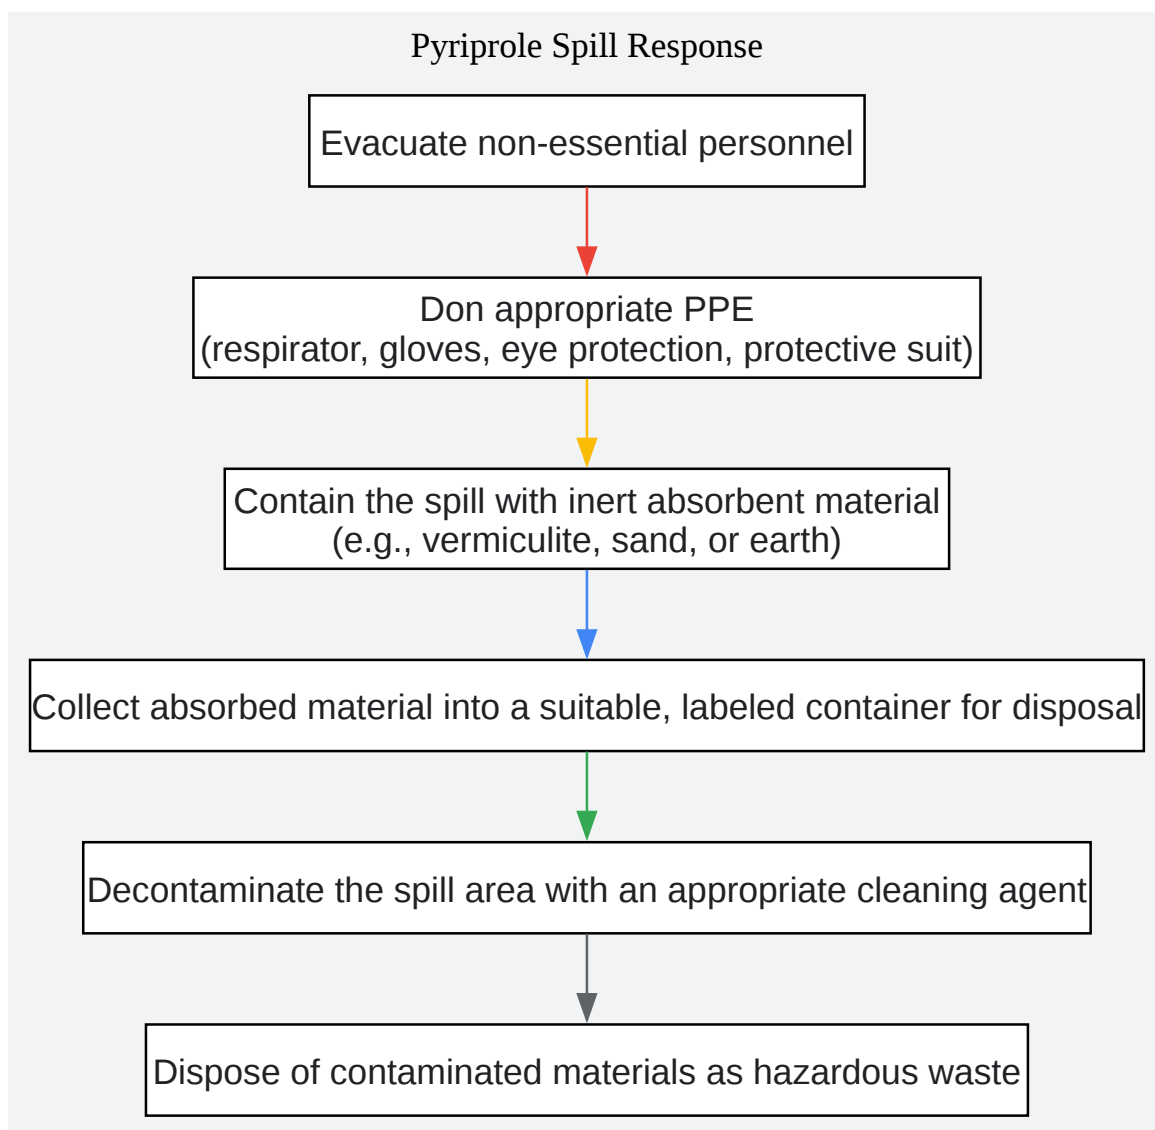 Pyriprole Spill Response
Evacuate non-essential personnel
Don appropriate PPE
(respirator, gloves, eye protection, protective suit)
Contain the spill with inert absorbent material
(e.g., vermiculite, sand, or earth)
Collect absorbed material into a suitable, labeled container for disposal
Decontaminate the spill area with an appropriate cleaning agent
Dispose of contaminated materials as hazardous waste